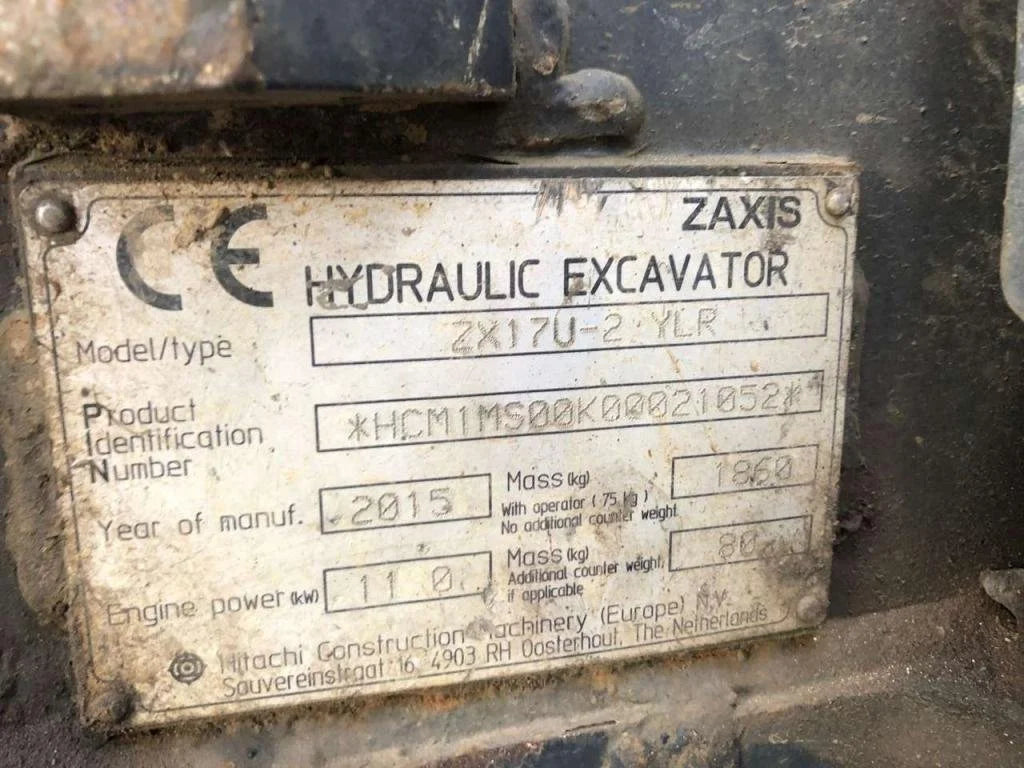 CE
ZAXIS
HYDRAULIC EXCAVATOR
Model/type ZX17U-2 YLR
Product
Identification
Number
*HCM1MS00K00021052*
Year of manuf. 2015
Mass (kg)
With operator (75 kg)
No additional counter weight
1860
Engine power (kW) 11.0
Mass (kg)
Additional counter weight,
if applicable
80
Hitachi Construction Machinery (Europe) N.V.
Souvereinstraat 16, 4903 RH Oosterhout, The Netherlands